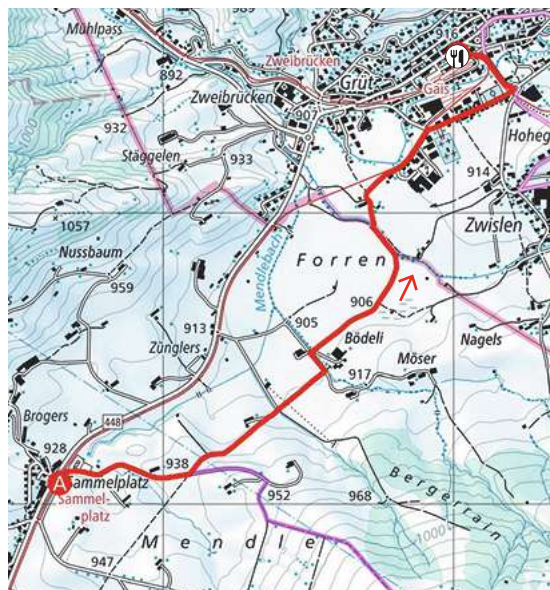 989
916
Mühlpass
Zweibrücken
892
Grüt
Gais
Zweibrücken
907
Hoheg
932
Stäggelen
933
914
1000
1057
Zwislen
Nussbaum
Mendlebach
Forren
959
906
913
905
Bödeli
Nagels
Zünglers
Möser
917
Brogers
448
928
938
A
Sammelplatz
Sammel-
platz
Bergerrain
952
968
1000
Mendle
947